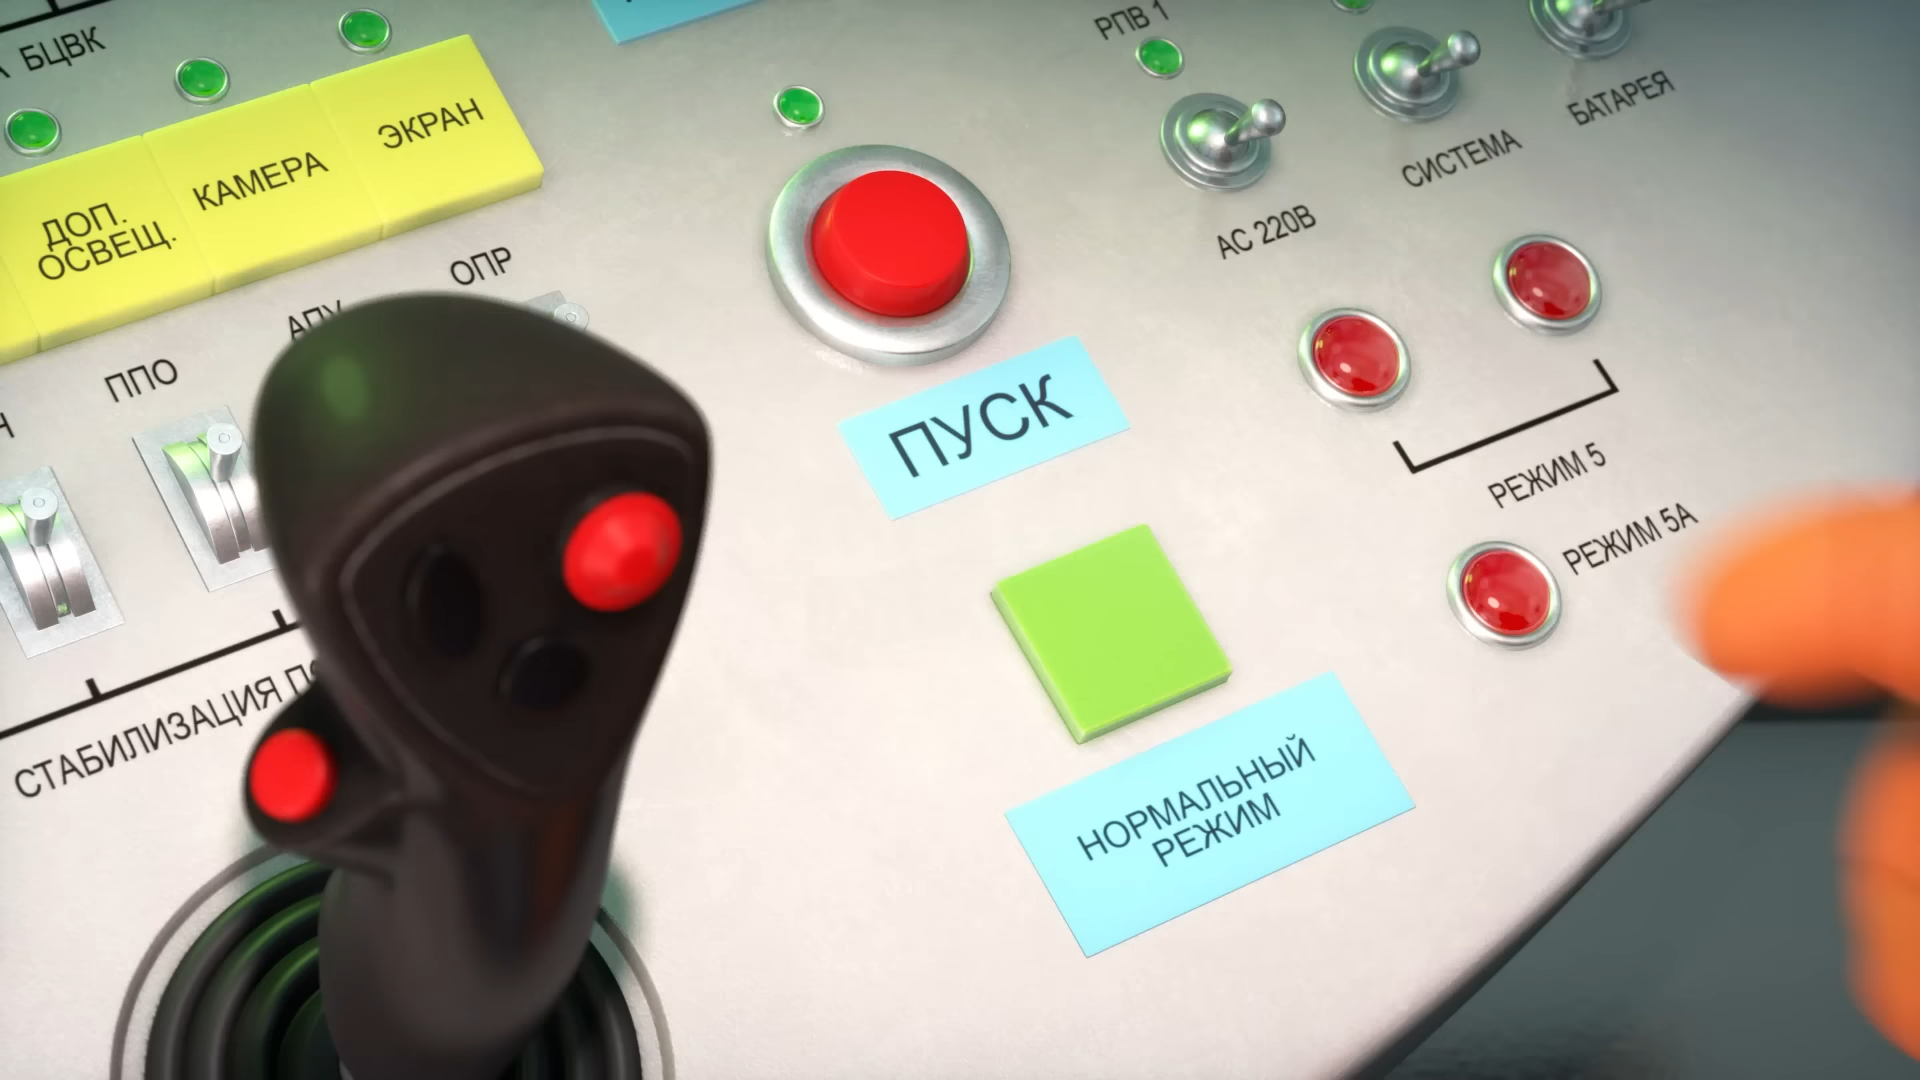 БЦВК
РПВ 1
ЭКРАН
КАМЕРА
ДОП.
ОСВЕЩ.
БАТАРЕЯ
СИСТЕМА
АС 220В
ОПР
АПУ
ППО
ПУСК
РЕЖИМ 5
РЕЖИМ 5А
СТАБИЛИЗАЦИЯ
НОРМАЛЬНЫЙ
РЕЖИМ